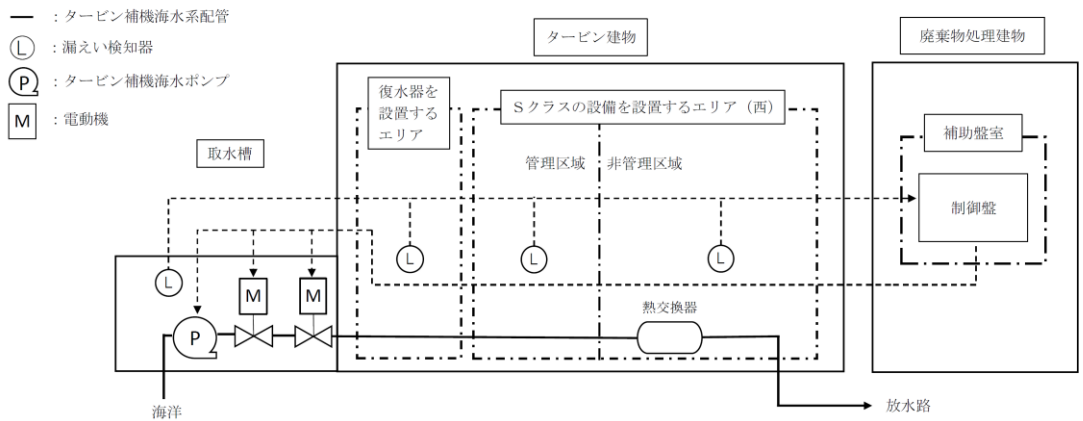 ：タービン補機海水系配管
L ：漏えい検知器
P ：タービン補機海水ポンプ
M ：電動機
取水槽
タービン建物
廃棄物処理建物
復水器を
設置する
エリア
Ｓクラスの設備を設置するエリア（西）
管理区域 非管理区域
補助盤室
制御盤
L
L
L
L
M M
P
熱交換器
海洋
放水路